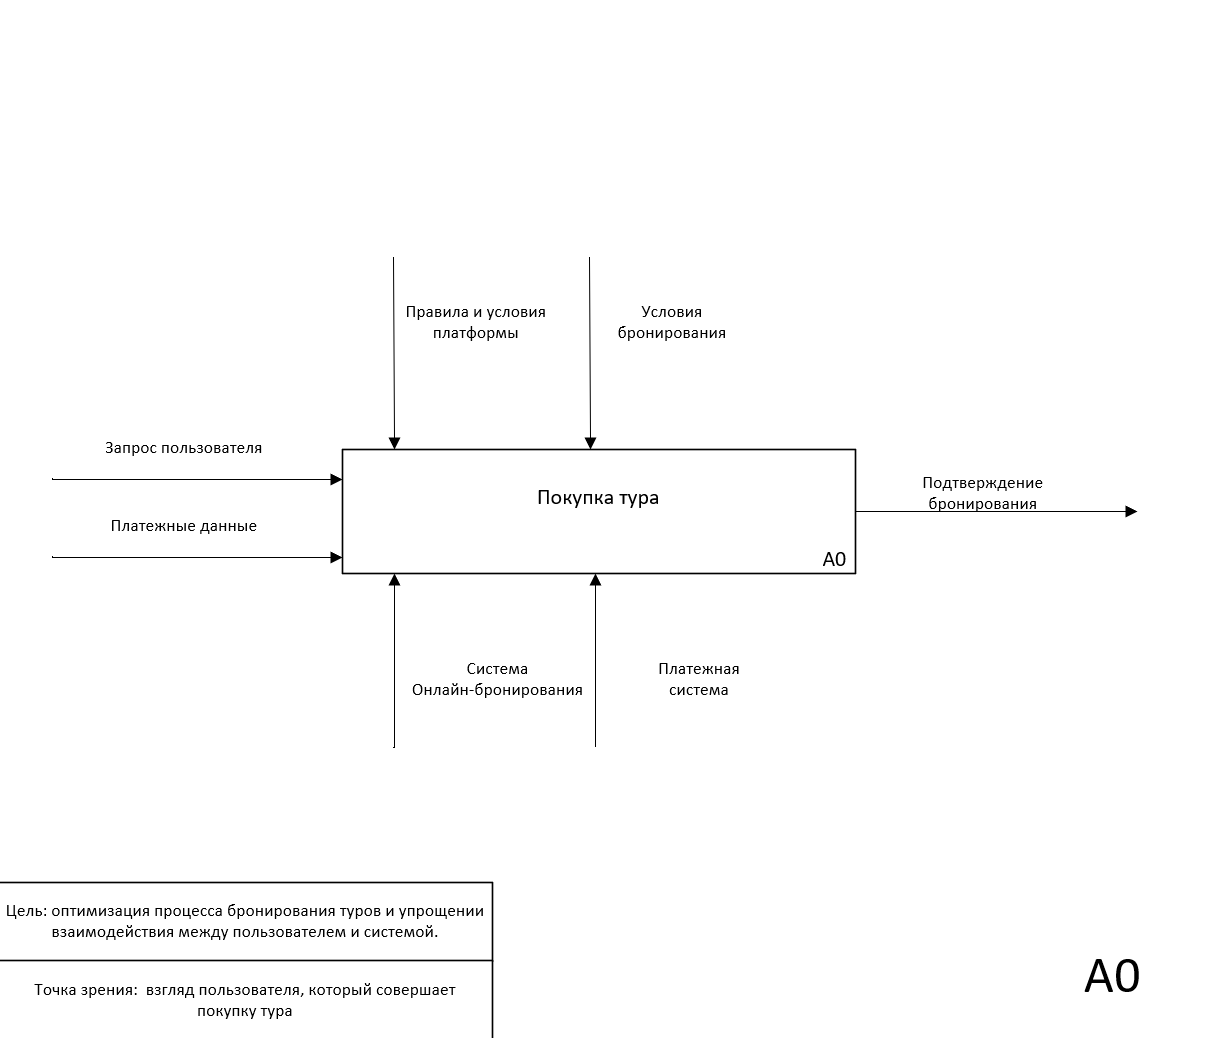 Правила и условия
платформы
Условия
бронирования
Запрос пользователя
Платежные данные
Покупка тура
A0
Подтверждение
бронирования
Система
Онлайн-бронирования
Платежная
система
Цель: оптимизация процесса бронирования туров и упрощении
взаимодействия между пользователем и системой.
Точка зрения:  взгляд пользователя, который совершает
покупку тура
A0